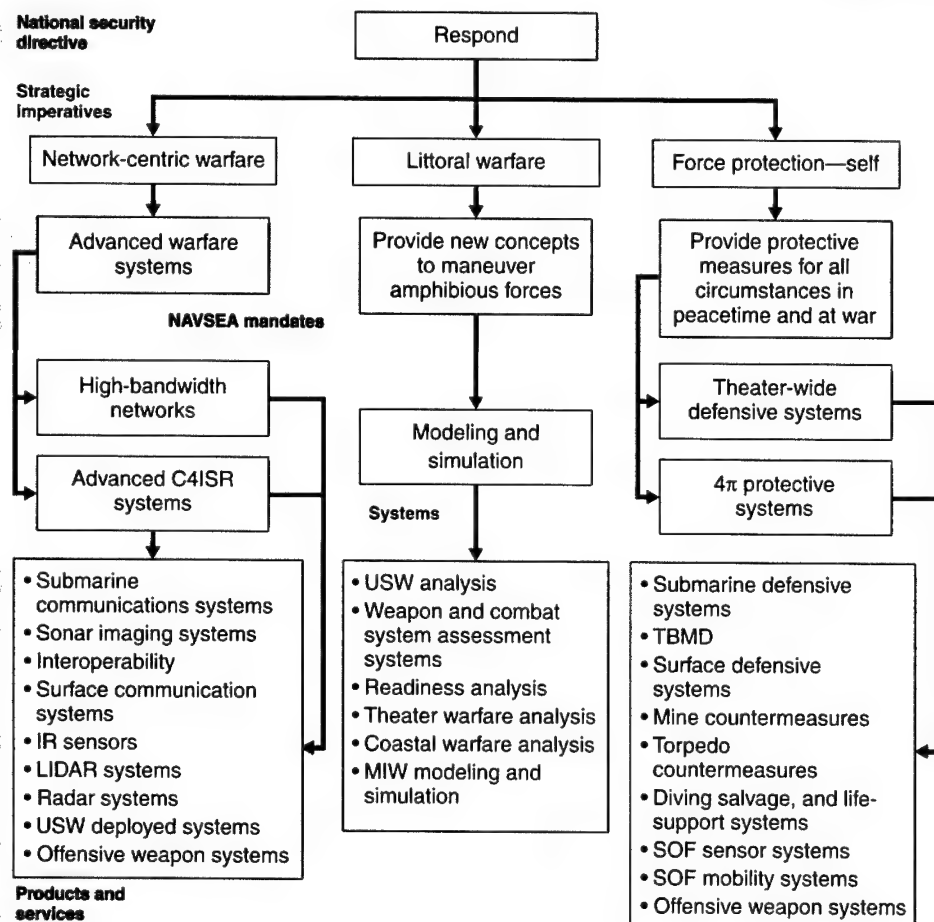 National security
directive
Respond
Strategic
imperatives
Network-centric warfare
Littoral warfare
Force protection—self
Advanced warfare
systems
Provide new concepts
to maneuver
amphibious forces
Provide protective
measures for all
circumstances in
peacetime and at war
NAVSEA mandates
High-bandwidth
networks
Modeling and
simulation
Theater-wide
defensive systems
Advanced C4ISR
systems
4π protective
systems
Systems
• Submarine
communications systems
• Sonar imaging systems
• Interoperability
• Surface communication
systems
• IR sensors
• LIDAR systems
• Radar systems
• USW deployed systems
• Offensive weapon systems
• USW analysis
• Weapon and combat
system assessment
systems
• Readiness analysis
• Theater warfare analysis
• Coastal warfare analysis
• MIW modeling and
simulation
• Submarine defensive
systems
• TBMD
• Surface defensive
systems
• Mine countermeasures
• Torpedo
countermeasures
• Diving salvage, and life-
support systems
• SOF sensor systems
• SOF mobility systems
• Offensive weapon systems
Products and
services